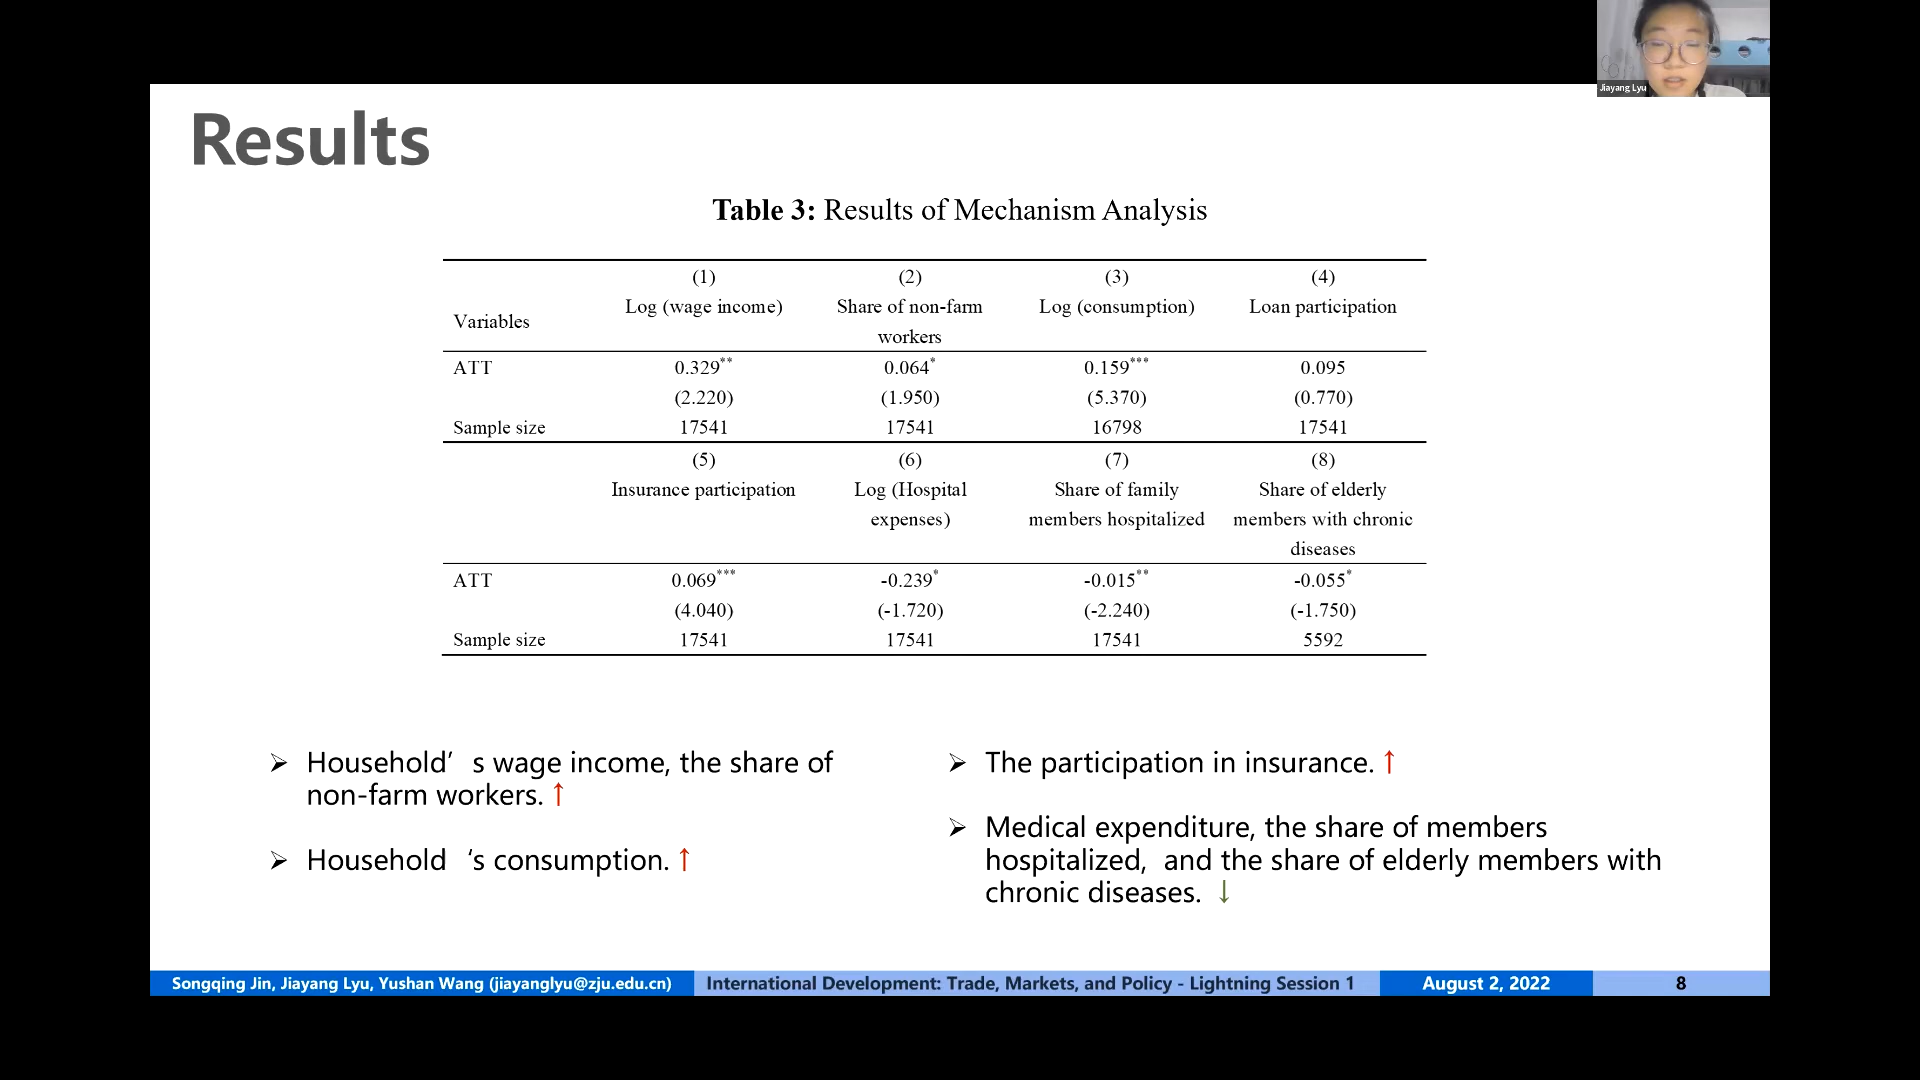 Jiayang Lyu
Results
Table 3: Results of Mechanism Analysis
(1) (2) (3) (4)
Variables Log (wage income) Share of non-farm workers Log (consumption) Loan participation
ATT 0.329** 0.064* 0.159*** 0.095
(2.220) (1.950) (5.370) (0.770)
Sample size 17541 17541 16798 17541
(5) (6) (7) (8)
Insurance participation Log (Hospital expenses) Share of family members hospitalized Share of elderly members with chronic diseases
ATT 0.069*** -0.239* -0.015** -0.055*
(4.040) (-1.720) (-2.240) (-1.750)
Sample size 17541 17541 17541 5592
➢ Household’ s wage income, the share of
non-farm workers. ↑
➢ Household ‘s consumption. ↑
➢ The participation in insurance. ↑
➢ Medical expenditure, the share of members
hospitalized, and the share of elderly members with
chronic diseases. ↓
Songqing Jin, Jiayang Lyu, Yushan Wang (jiayanglyu@zju.edu.cn) International Development: Trade, Markets, and Policy - Lightning Session 1 August 2, 2022 8